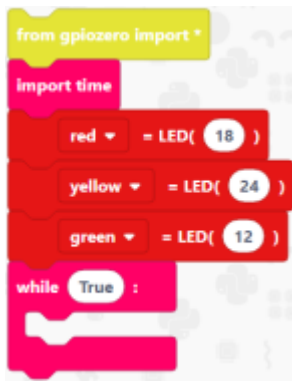 from gpiozero import *
import time
red = LED( 18 )
yellow = LED( 24 )
green = LED( 12 )
while True :